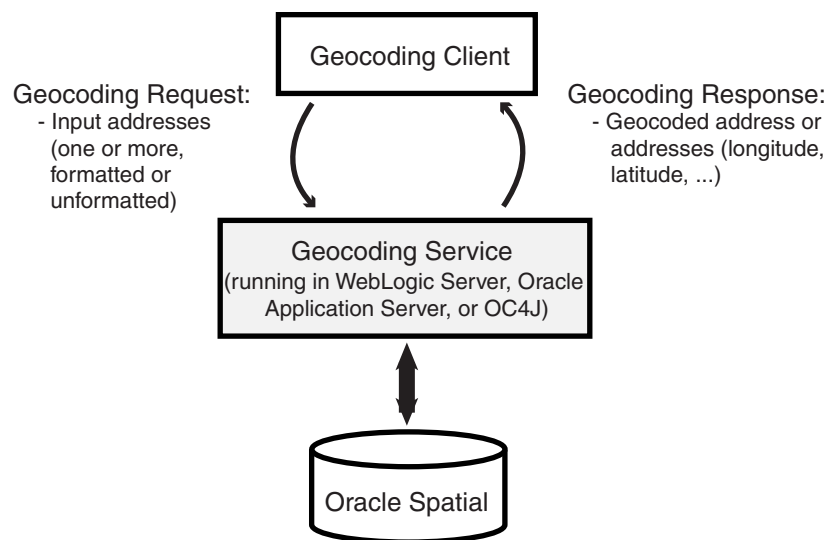 Geocoding Client
Geocoding Request:
- Input addresses
(one or more,
formatted or
unformatted)
Geocoding Response:
- Geocoded address or
addresses (longitude,
latitude, ...)
Geocoding Service
(running in WebLogic Server, Oracle
Application Server, or OC4J)
Oracle Spatial